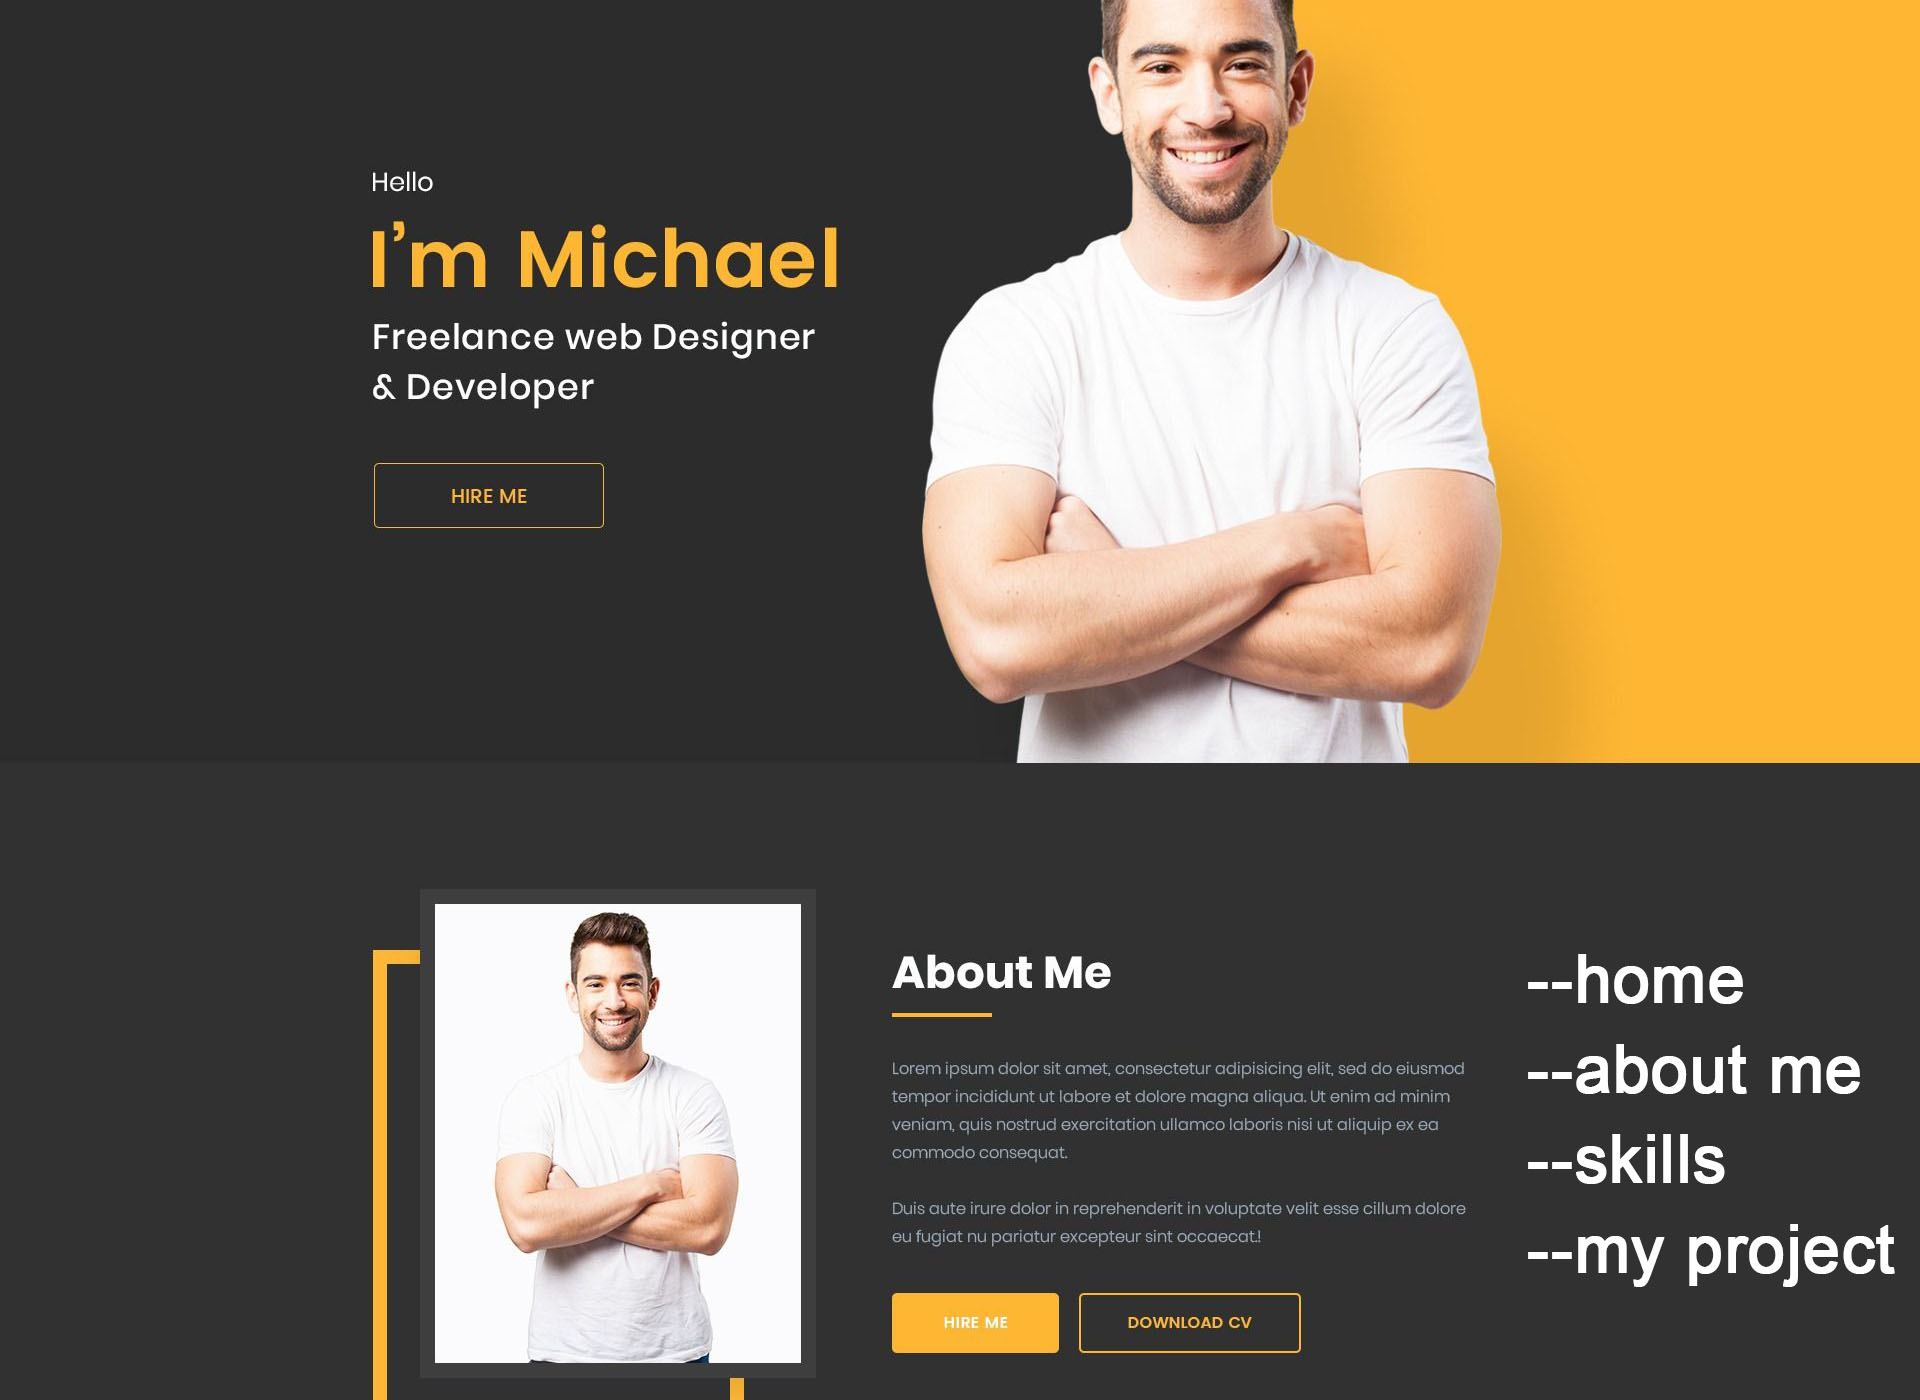 Hello
I'm Michael
Freelance web Designer
& Developer
HIRE ME
About Me
Lorem ipsum dolor sit amet, consectetur adipisicing elit, sed do eiusmod
tempor incididunt ut labore et dolore magna aliqua. Ut enim ad minim
veniam, quis nostrud exercitation ullamco laboris nisi ut aliquip ex ea
commodo consequat.
Duis aute irure dolor in reprehenderit in voluptate velit esse cillum dolore
eu fugiat nu pariatur excepteur sint occaecat.!
HIRE ME
DOWNLOAD CV
--home
--about me
--skills
--my project